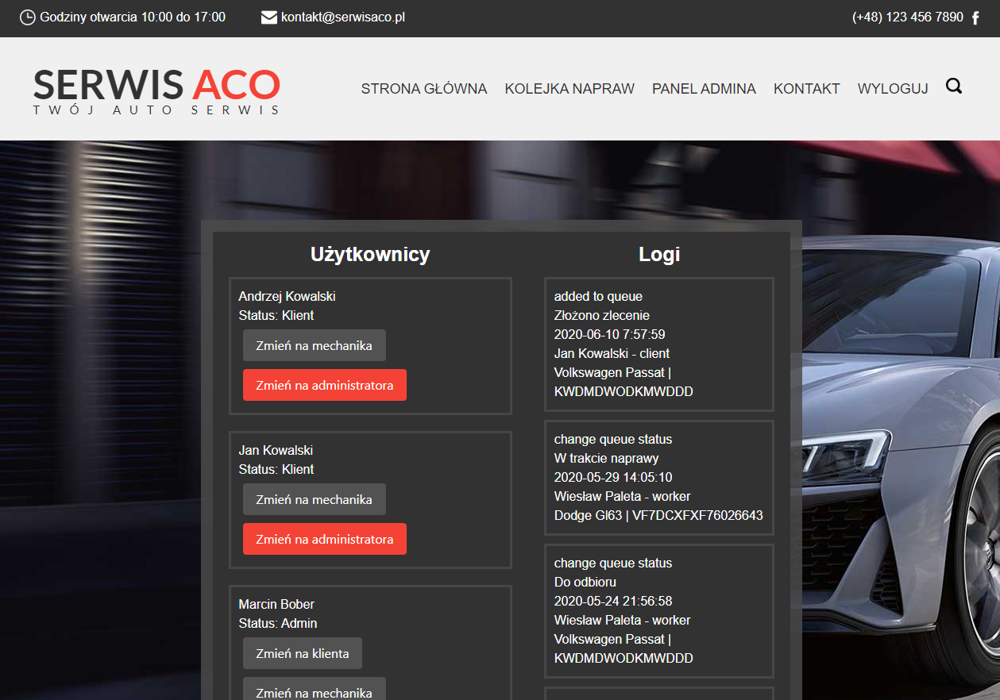 Godziny otwarcia 10:00 do 17:00
kontakt@serwisaco.pl
(+48) 123 456 7890
SERWIS ACO
TWÓJ AUTO SERWIS
STRONA GŁÓWNA
KOLEJKA NAPRAW
PANEL ADMINA
KONTAKT
WYLOGUJ
Użytkownicy
Andrzej Kowalski
Status: Klient
Zmień na mechanika
Zmień na administratora
Jan Kowalski
Status: Klient
Zmień na mechanika
Zmień na administratora
Marcin Bober
Status: Admin
Zmień na klienta
Zmień na mechanika
Logi
added to queue
Złożono zlecenie
2020-06-10 7:57:59
Jan Kowalski - client
Volkswagen Passat |
KWDMDWODKMWDDD
change queue status
W trakcie naprawy
2020-05-29 14:05:10
Wiesław Paleta - worker
Dodge Gl63 | VF7DCXFXF76026643
change queue status
Do odbioru
2020-05-24 21:56:58
Wiesław Paleta - worker
Volkswagen Passat |
KWDMDWODKMWDDD